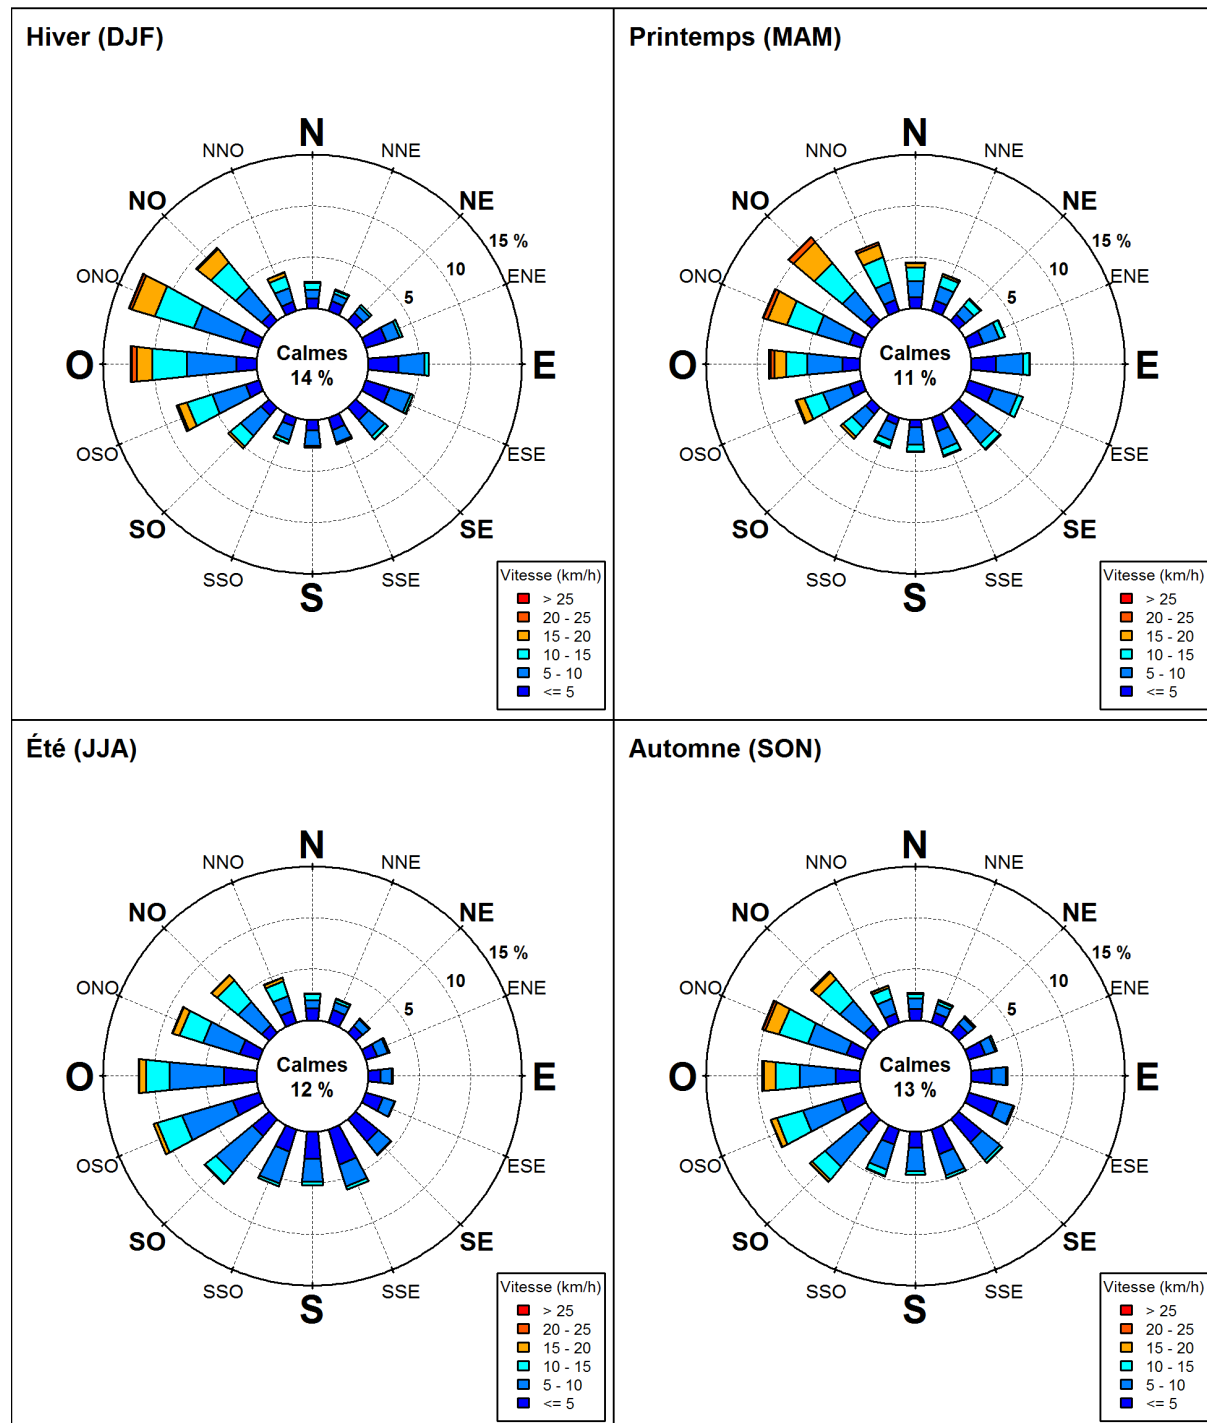 Hiver (DJF)
N
NNO
NNE
NO
NE
15 %
ONO
10
ENE
5
O
Calmes
14 %
E
OSO
ESE
SO
SE
SSO
SSE
S
Vitesse (km/h)
> 25
20 - 25
15 - 20
10 - 15
5 - 10
<= 5
Printemps (MAM)
N
NNO
NNE
NO
NE
15 %
ONO
10
ENE
5
O
Calmes
11 %
E
OSO
ESE
SO
SE
SSO
SSE
S
Vitesse (km/h)
> 25
20 - 25
15 - 20
10 - 15
5 - 10
<= 5
Été (JJA)
N
NNO
NNE
NO
NE
15 %
ONO
10
ENE
5
O
Calmes
12 %
E
OSO
ESE
SO
SE
SSO
SSE
S
Vitesse (km/h)
> 25
20 - 25
15 - 20
10 - 15
5 - 10
<= 5
Automne (SON)
N
NNO
NNE
NO
NE
15 %
ONO
10
ENE
5
O
Calmes
13 %
E
OSO
ESE
SO
SE
SSO
SSE
S
Vitesse (km/h)
> 25
20 - 25
15 - 20
10 - 15
5 - 10
<= 5